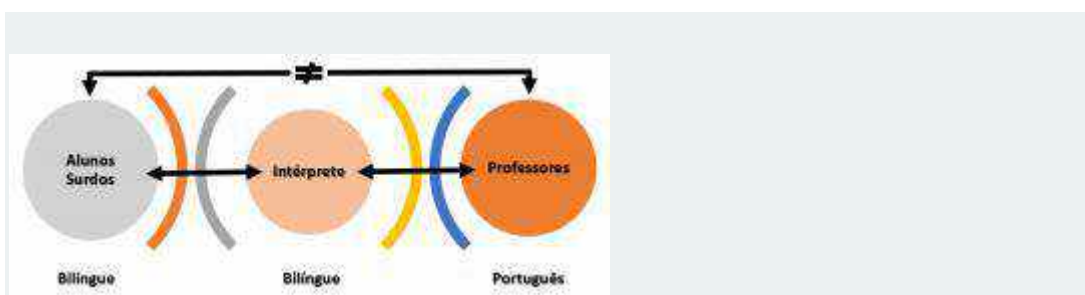 ≠
Alunos
Surdos
Intérprete
Professores
Bilíngue
Bilíngue
Português